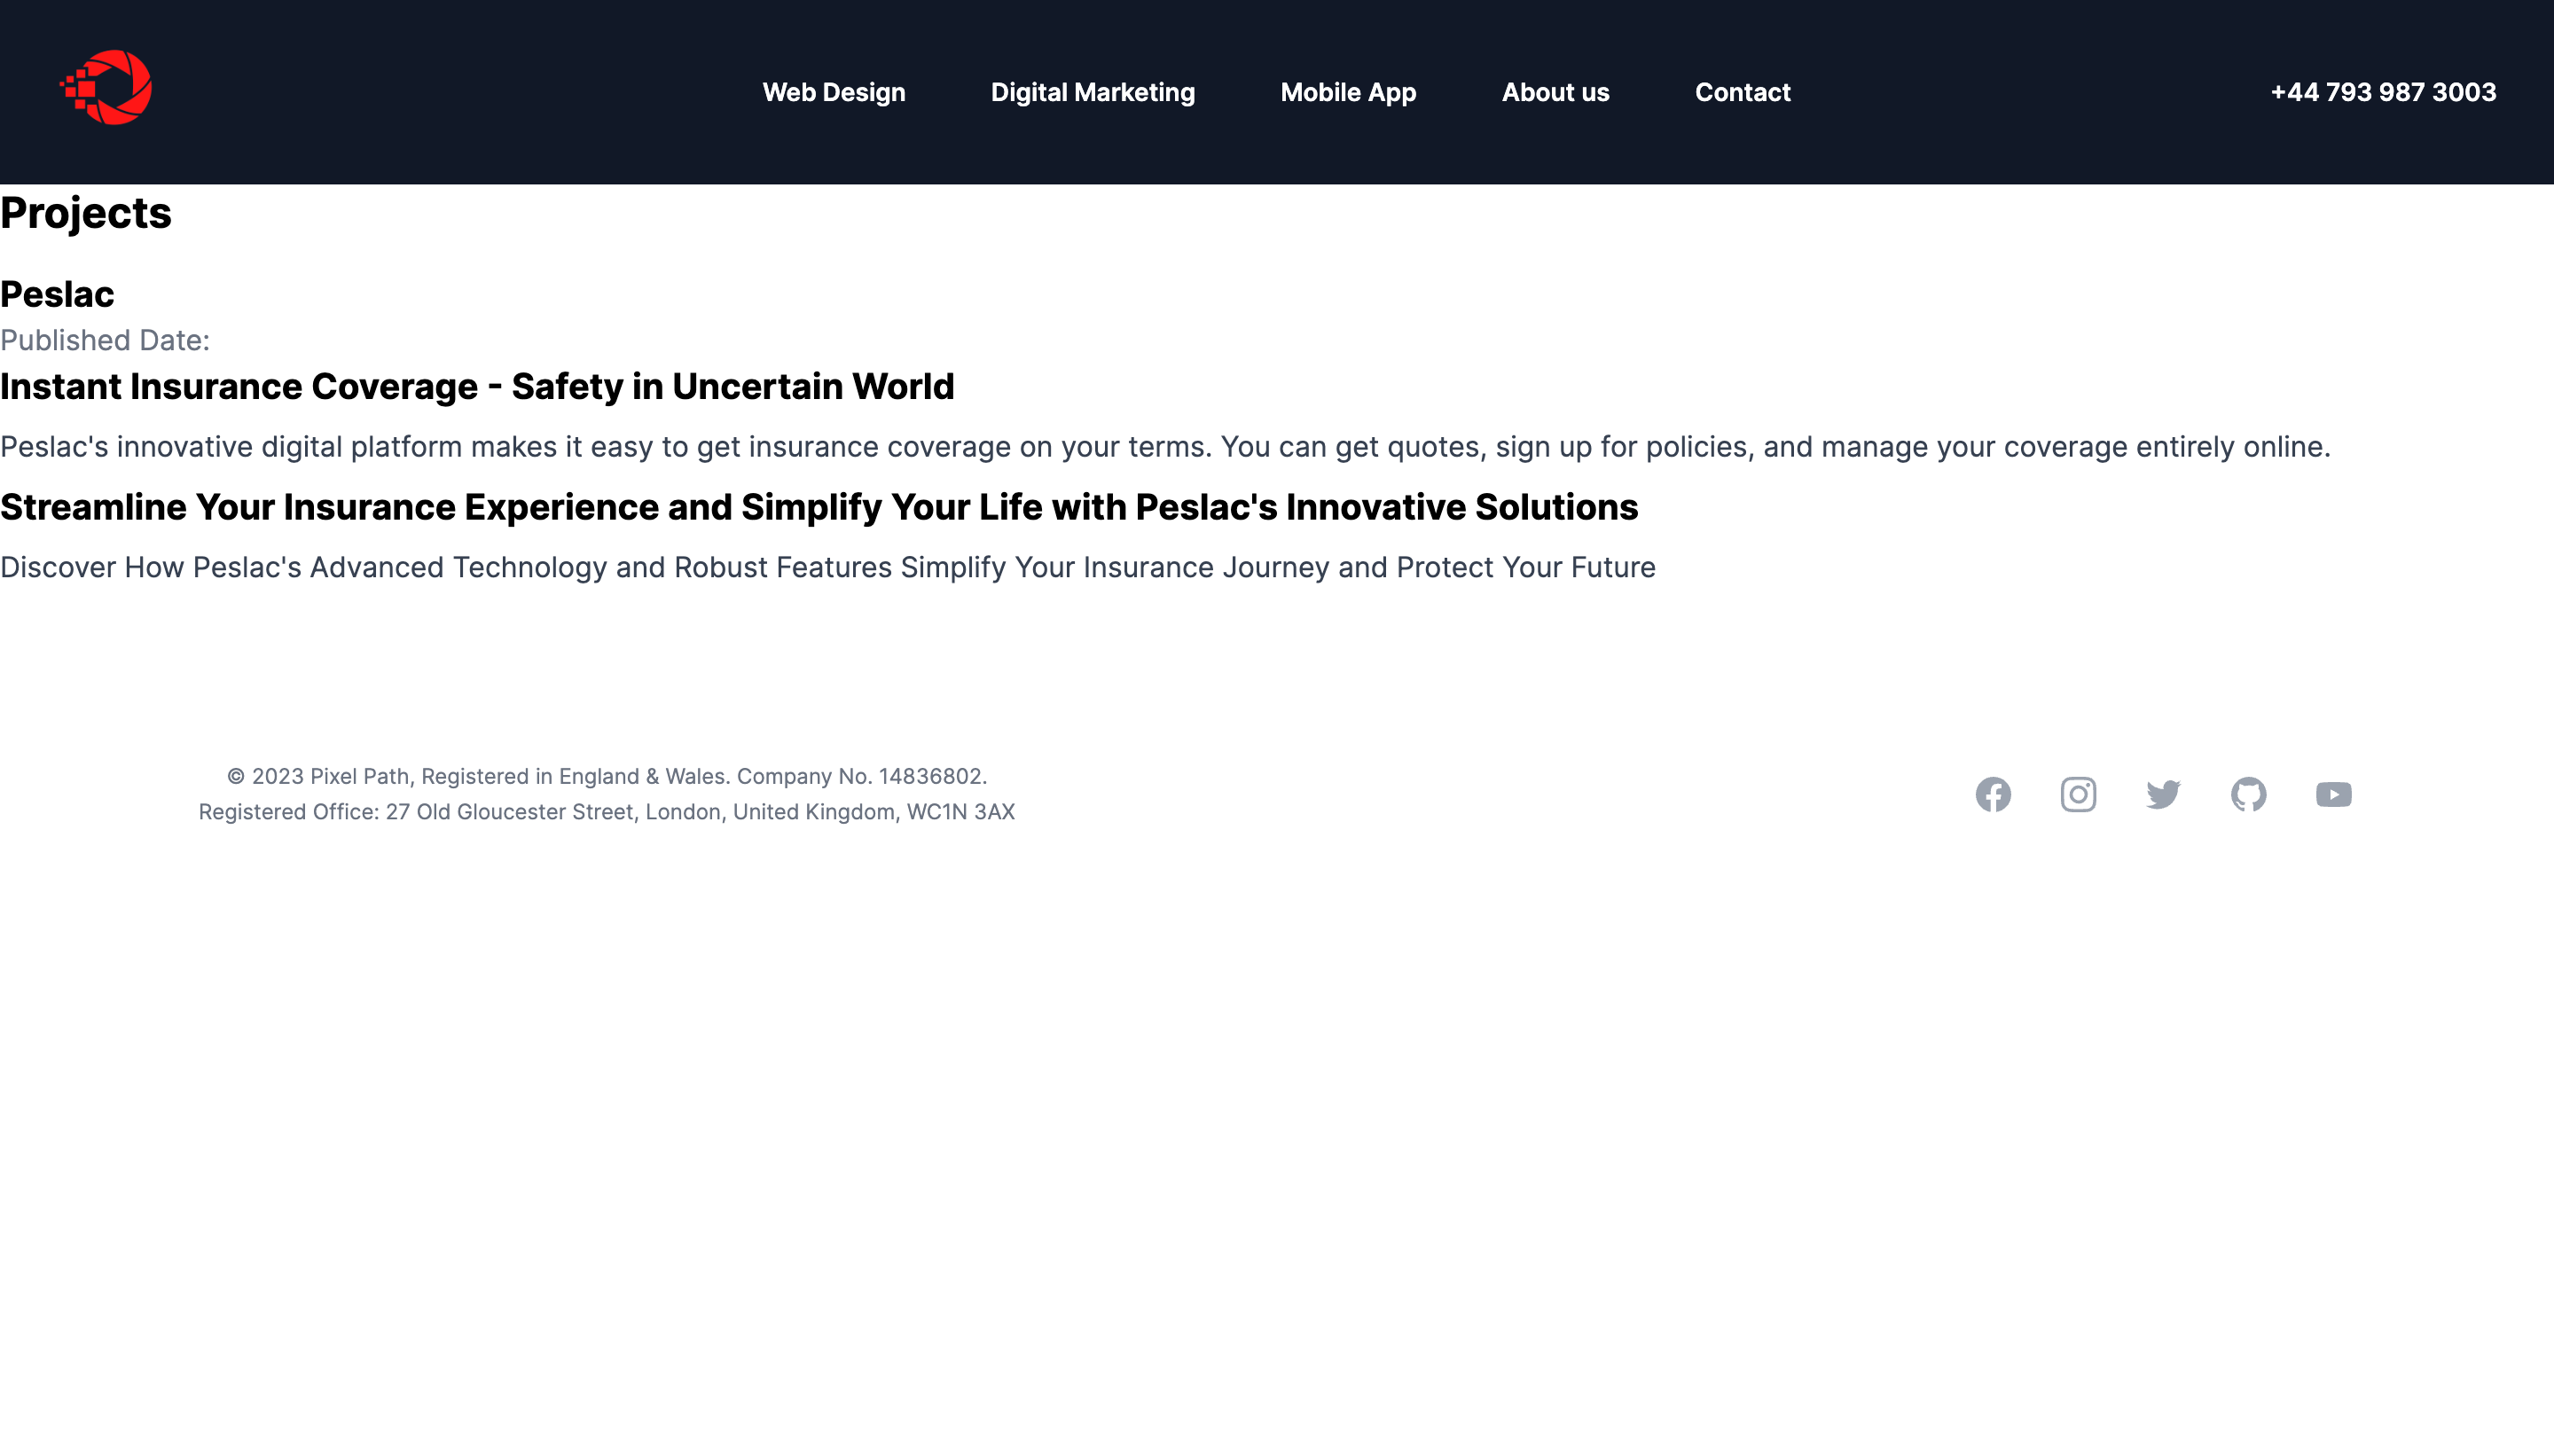 Web Design Digital Marketing Mobile App About us Contact +44 793 987 3003
Projects
Peslac
Published Date:
Instant Insurance Coverage - Safety in Uncertain World
Peslac's innovative digital platform makes it easy to get insurance coverage on your terms. You can get quotes, sign up for policies, and manage your coverage entirely online.
Streamline Your Insurance Experience and Simplify Your Life with Peslac's Innovative Solutions
Discover How Peslac's Advanced Technology and Robust Features Simplify Your Insurance Journey and Protect Your Future
© 2023 Pixel Path, Registered in England & Wales. Company No. 14836802.
Registered Office: 27 Old Gloucester Street, London, United Kingdom, WC1N 3AX